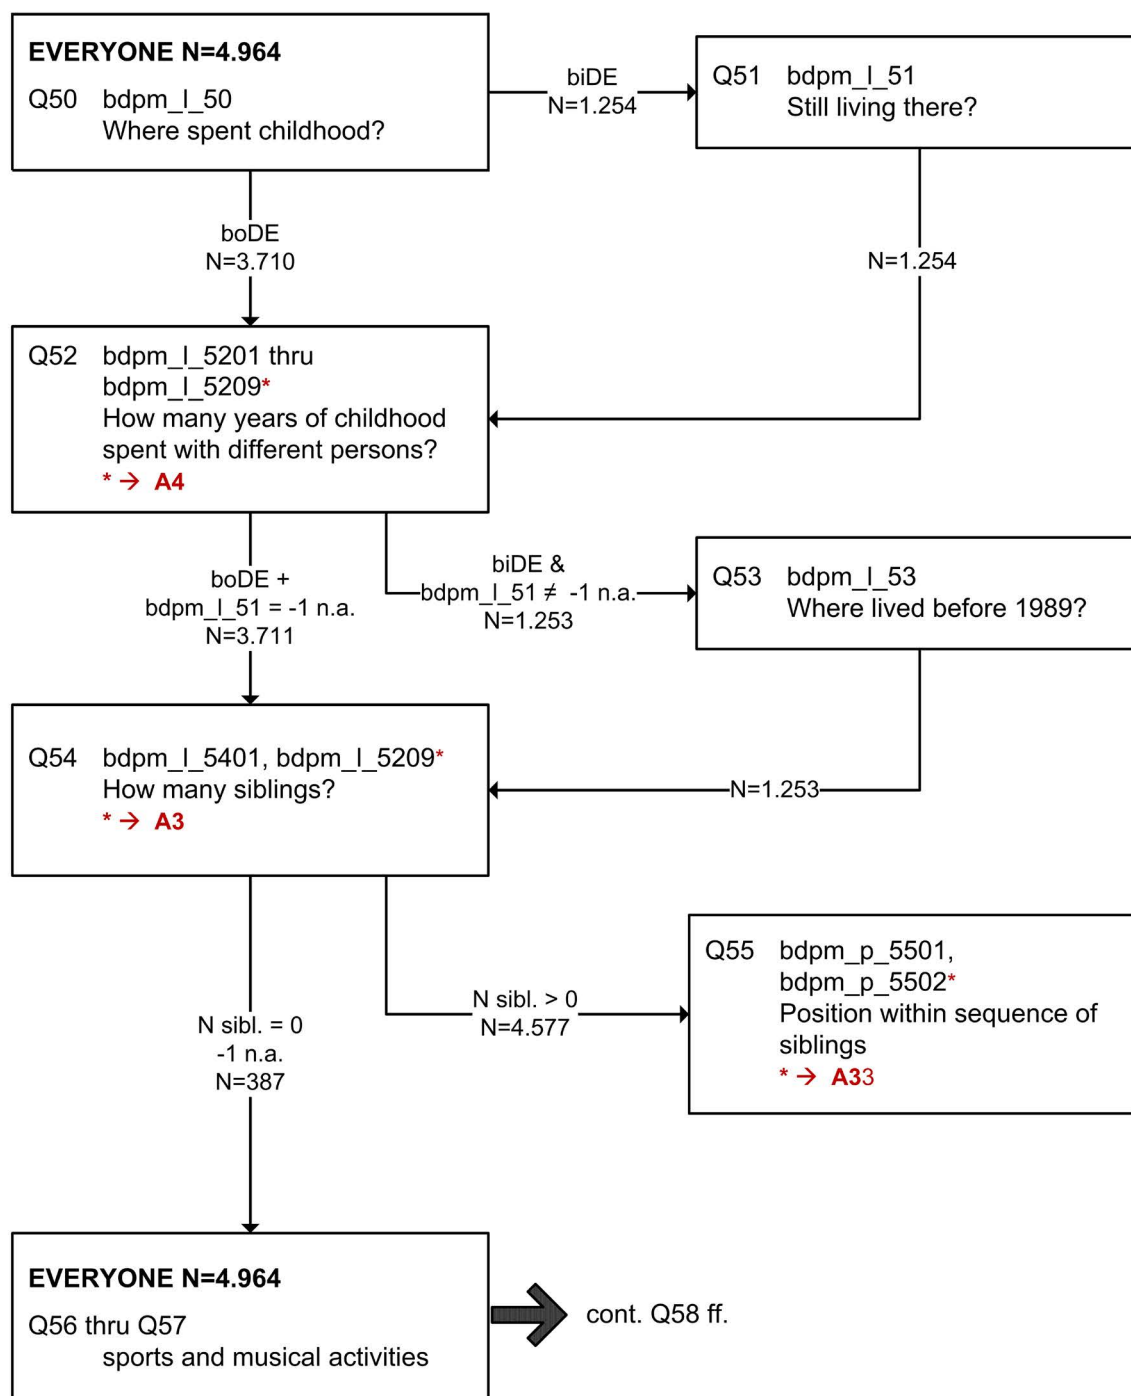 EVERYONE N=4.964
Q50 bdpm_l_50
Where spent childhood?
biDE
N=1.254
Q51 bdpm_l_51
Still living there?
boDE
N=3.710
N=1.254
Q52 bdpm_l_5201 thru
bdpm_l_5209*
How many years of childhood
spent with different persons?
* → A4
boDE +
bdpm_l_51 = -1 n.a.
N=3.711
biDE &
bdpm_l_51 ≠ -1 n.a.
N=1.253
Q53 bdpm_l_53
Where lived before 1989?
Q54 bdpm_l_5401, bdpm_l_5209*
How many siblings?
* → A3
N=1.253
N sibl. = 0
-1 n.a.
N=387
N sibl. > 0
N=4.577
Q55 bdpm_p_5501,
bdpm_p_5502*
Position within sequence of
siblings
* → A33
EVERYONE N=4.964
Q56 thru Q57
sports and musical activities
cont. Q58 ff.